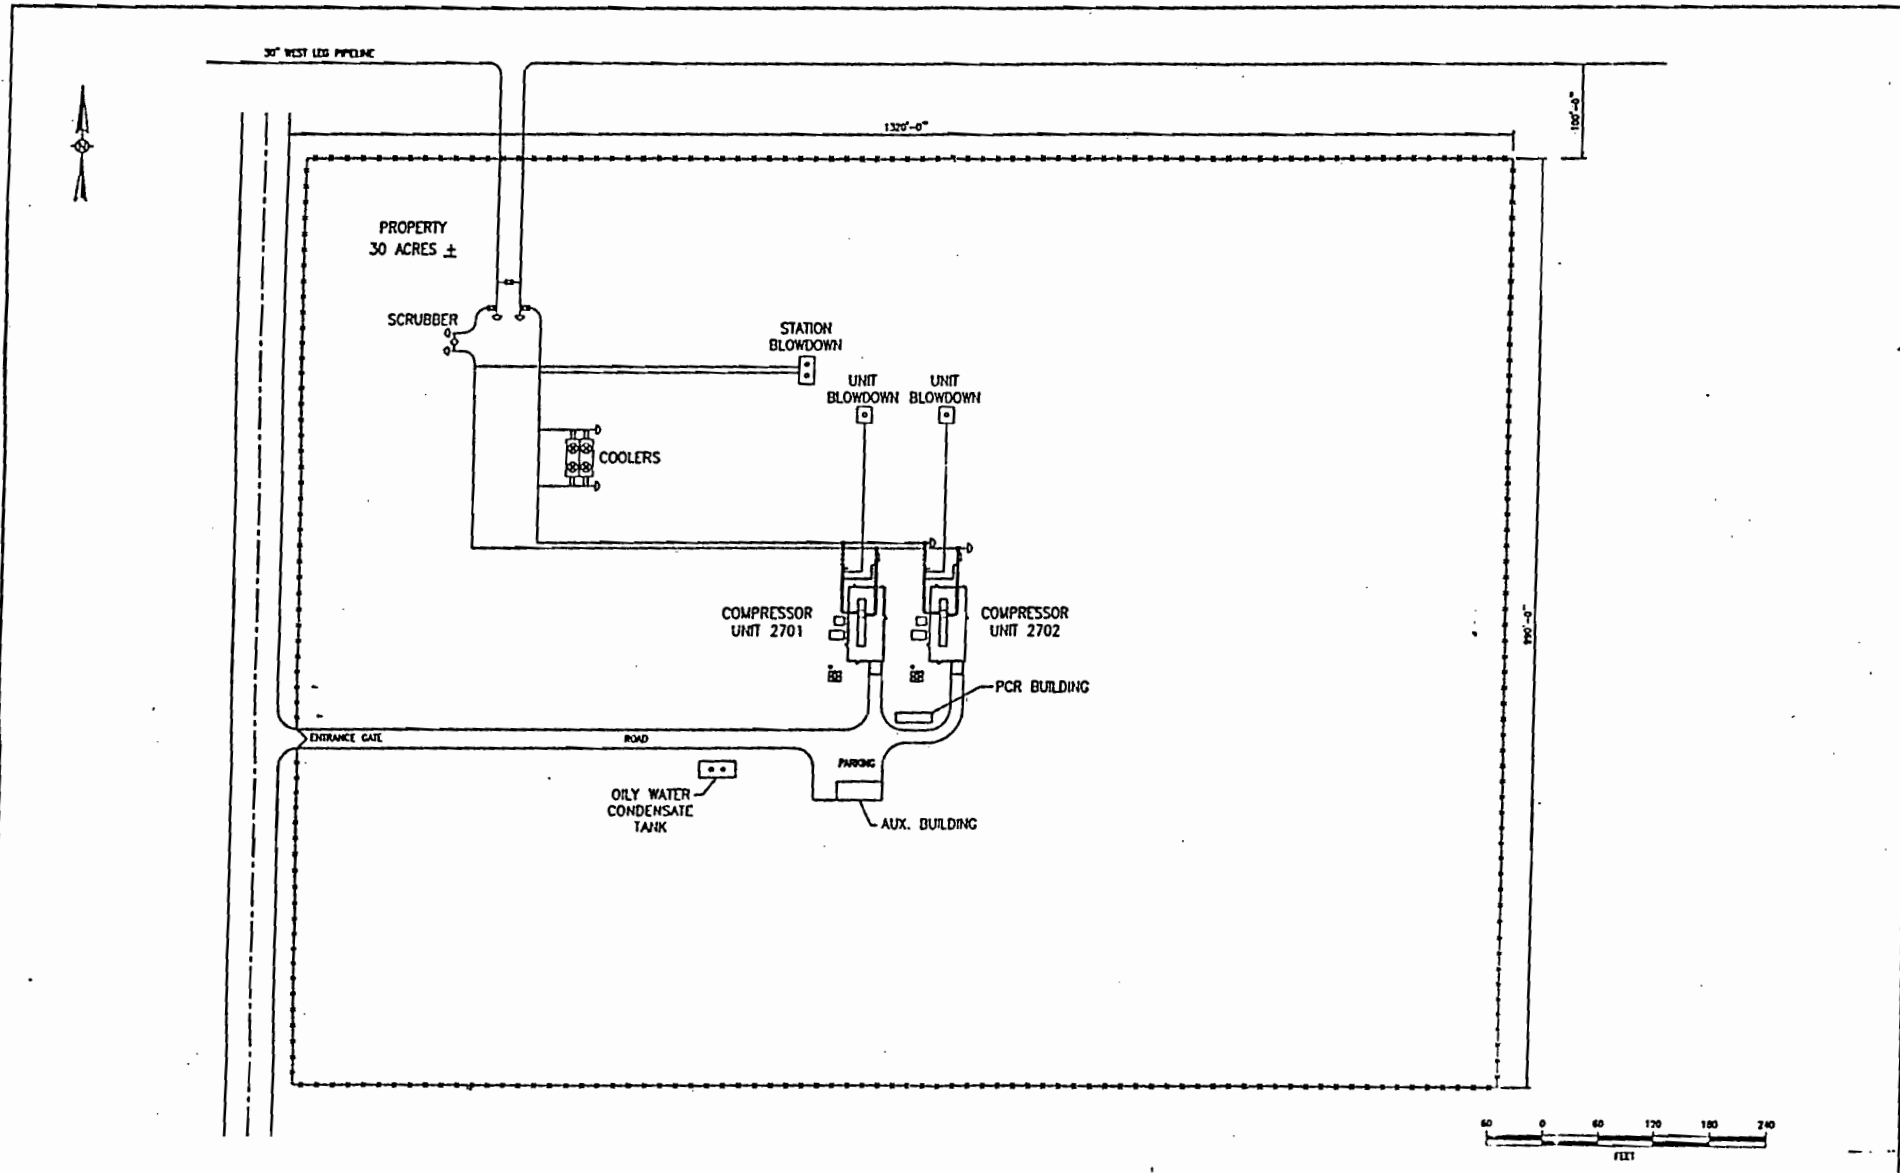 30" WEST LEG PIPELINE
100'-0"
1320'-0"
PROPERTY
30 ACRES ±
SCRUBBER
STATION
BLOWDOWN
UNIT
BLOWDOWN
UNIT
BLOWDOWN
COOLERS
COMPRESSOR
UNIT 2701
COMPRESSOR
UNIT 2702
990'-0"
PCR BUILDING
ENTRANCE GATE
ROAD
PARKING
OILY WATER
CONDENSATE
TANK
AUX. BUILDING
60 0 60 120 180 240
FEET